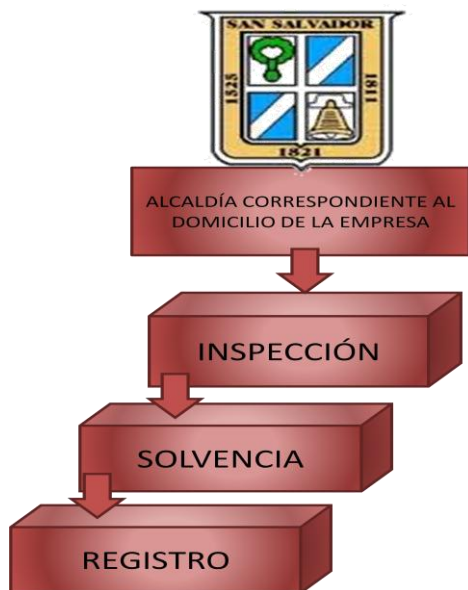 SAN SALVADOR
1525
1811
1821
ALCALDÍA CORRESPONDIENTE AL
DOMICILIO DE LA EMPRESA
INSPECCIÓN
SOLVENCIA
REGISTRO